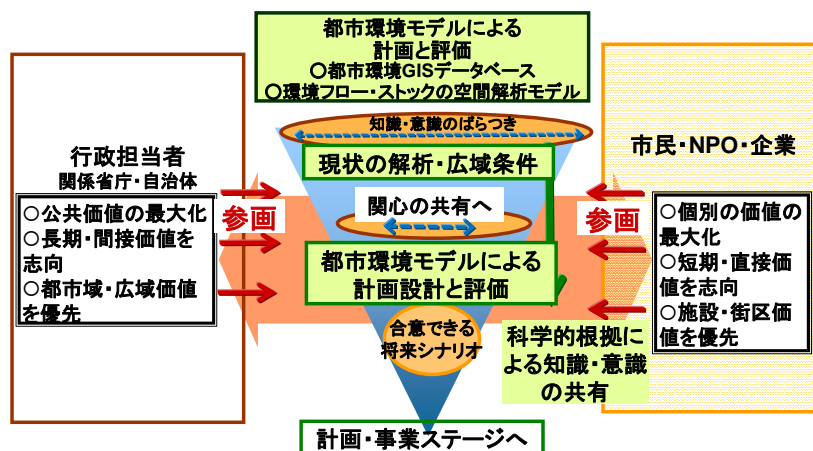 都市環境モデルによる
計画と評価
○都市環境GISデータベース
○環境フロー・ストックの空間解析モデル
知識・意識のばらつき
現状の解析・広域条件
行政担当者
関係省庁・自治体
○公共価値の最大化
○長期・間接価値を
志向
○都市域・広域価値
を優先
参画
関心の共有へ
都市環境モデルによる
計画設計と評価
合意できる
将来シナリオ
参画
市民・NPO・企業
○個別の価値の
最大化
○短期・直接価
値を志向
○施設・街区価
値を優先
科学的根拠に
よる知識・意識
の共有
計画・事業ステージへ